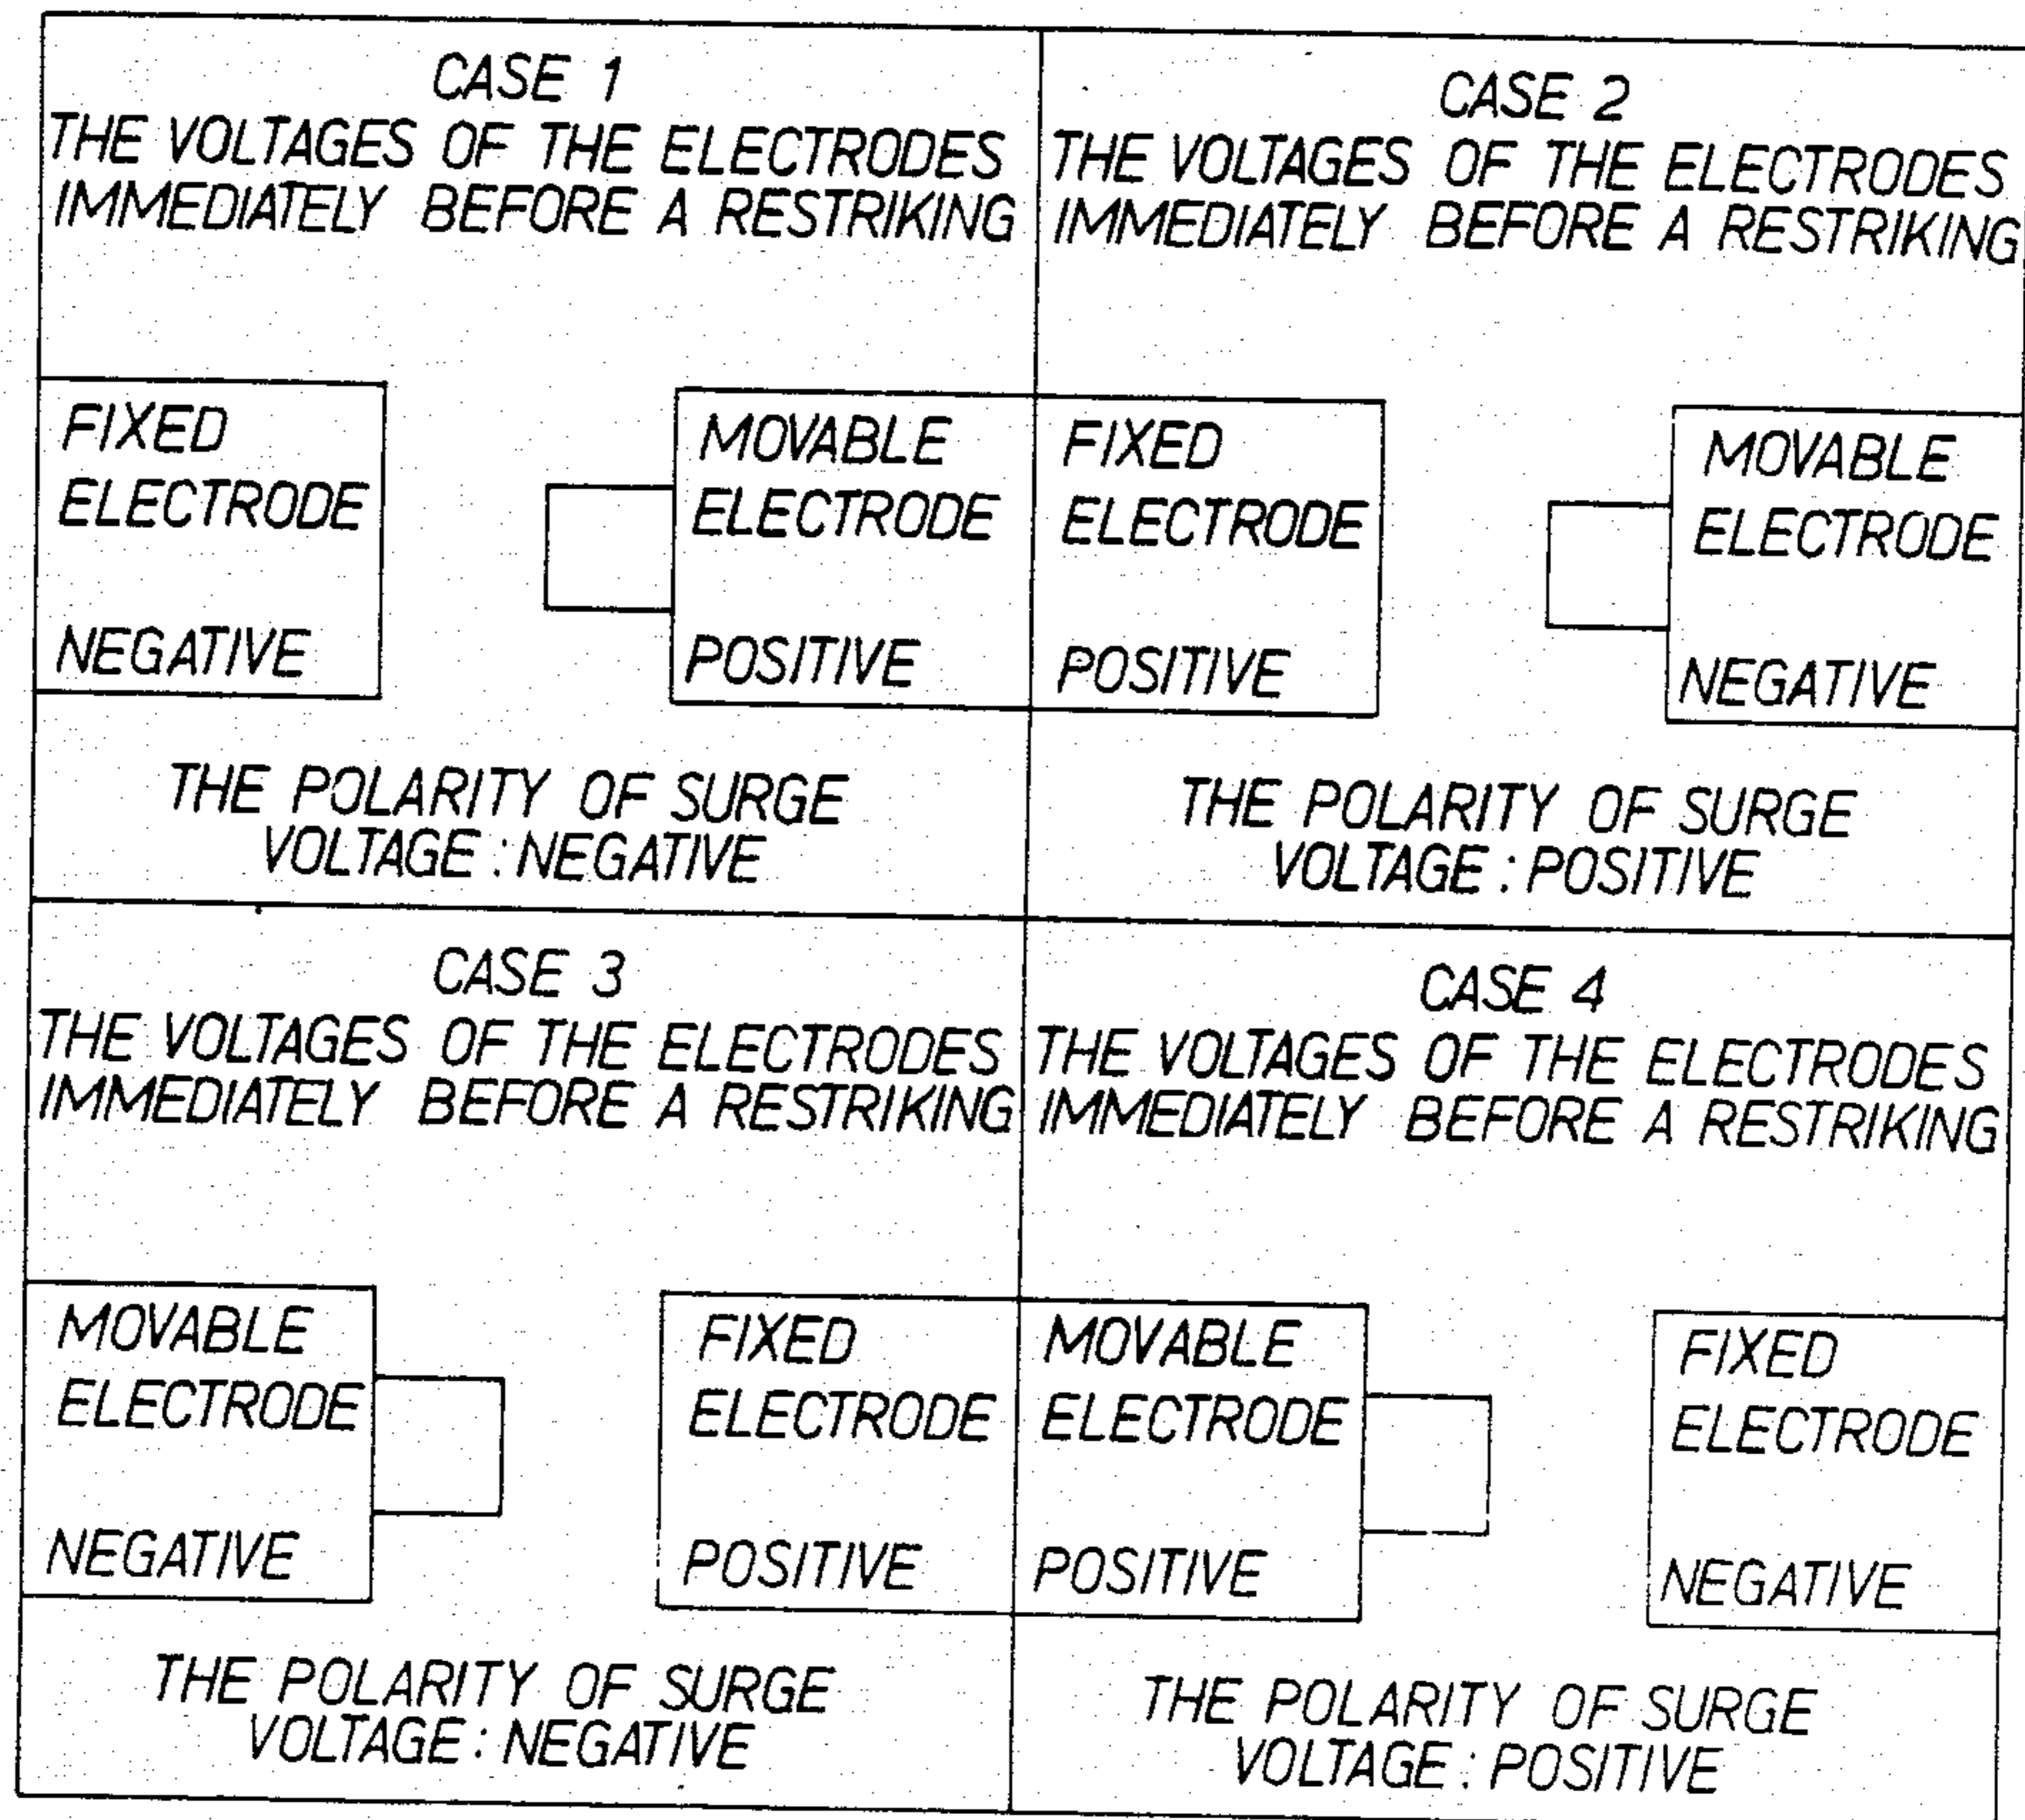 CASE 1
THE VOLTAGES OF THE ELECTRODES
IMMEDIATELY BEFORE A RESTRIKING
FIXED
ELECTRODE
NEGATIVE
MOVABLE
ELECTRODE
POSITIVE
THE POLARITY OF SURGE
VOLTAGE : NEGATIVE
CASE 2
THE VOLTAGES OF THE ELECTRODES
IMMEDIATELY BEFORE A RESTRIKING
FIXED
ELECTRODE
POSITIVE
MOVABLE
ELECTRODE
NEGATIVE
THE POLARITY OF SURGE
VOLTAGE : POSITIVE
CASE 3
THE VOLTAGES OF THE ELECTRODES
IMMEDIATELY BEFORE A RESTRIKING
MOVABLE
ELECTRODE
NEGATIVE
FIXED
ELECTRODE
POSITIVE
THE POLARITY OF SURGE
VOLTAGE : NEGATIVE
CASE 4
THE VOLTAGES OF THE ELECTRODES
IMMEDIATELY BEFORE A RESTRIKING
MOVABLE
ELECTRODE
POSITIVE
FIXED
ELECTRODE
NEGATIVE
THE POLARITY OF SURGE
VOLTAGE : POSITIVE